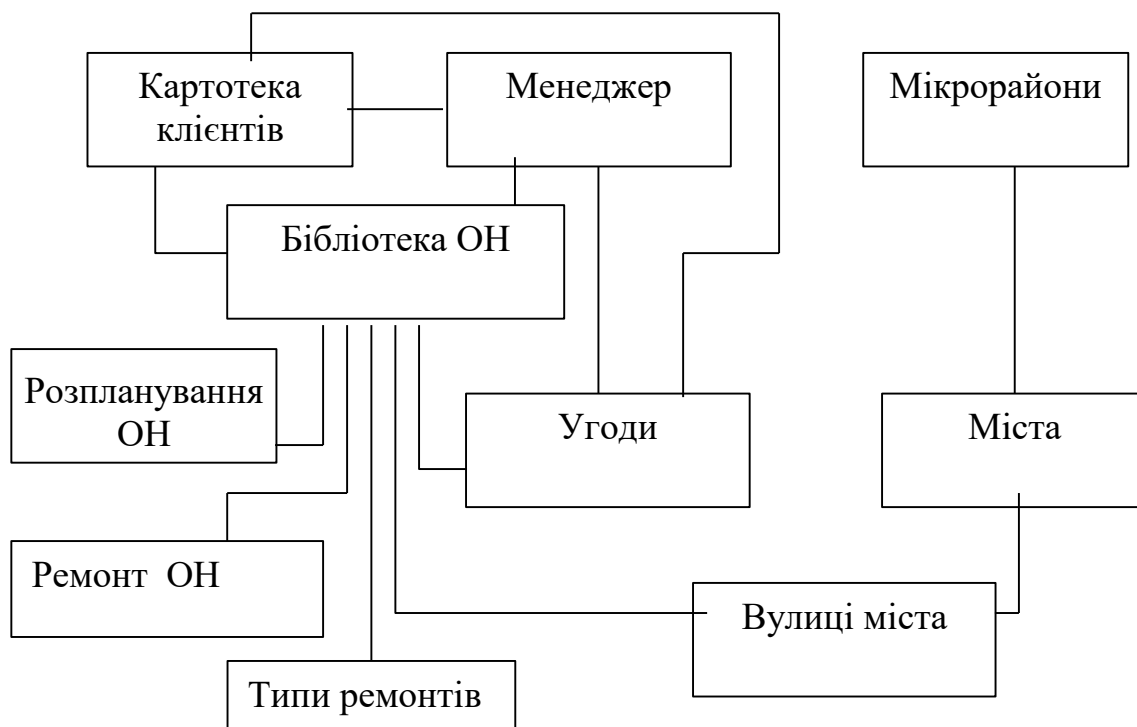 Картотека
клієнтів
Менеджер
Мікрорайони
Бібліотека ОН
Розпланування
ОН
Угоди
Міста
Ремонт ОН
Вулиці міста
Типи ремонтів